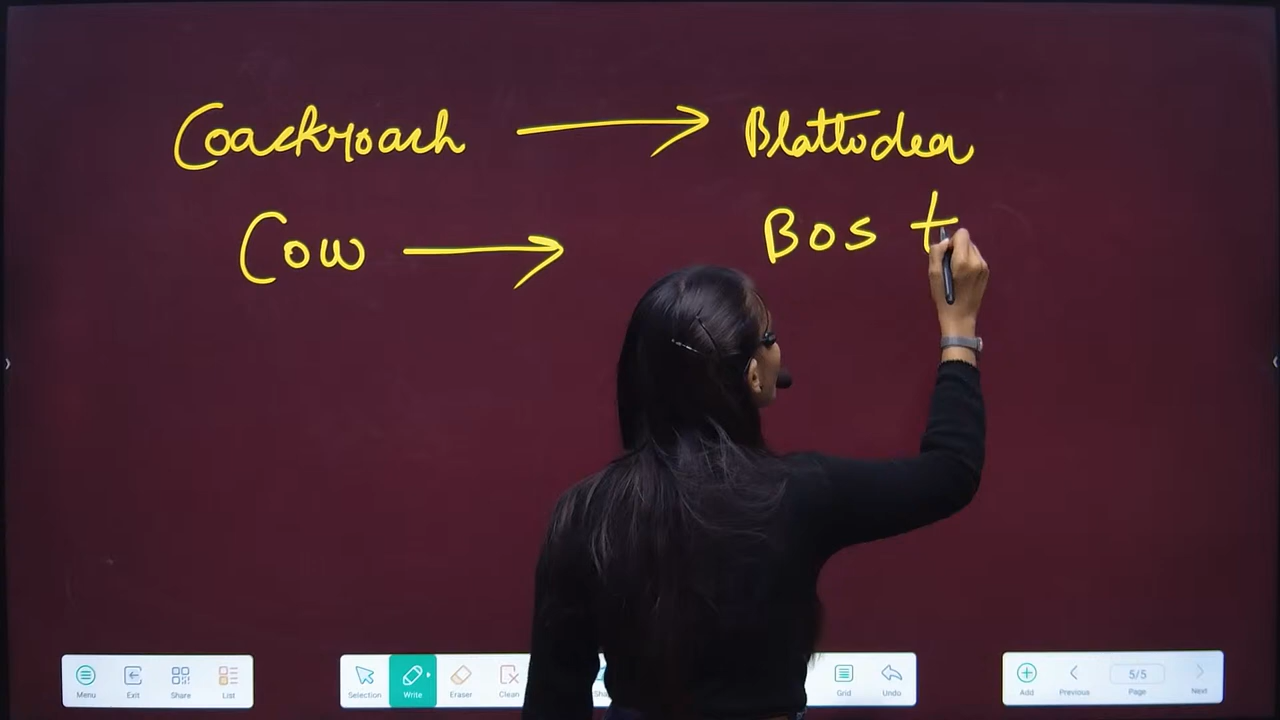 Coackroach → Blattodea
Cow → Bos t
Menu Exit Share List Selection Write Eraser Clean Grid Undo Add Previous 5/5 Page Next